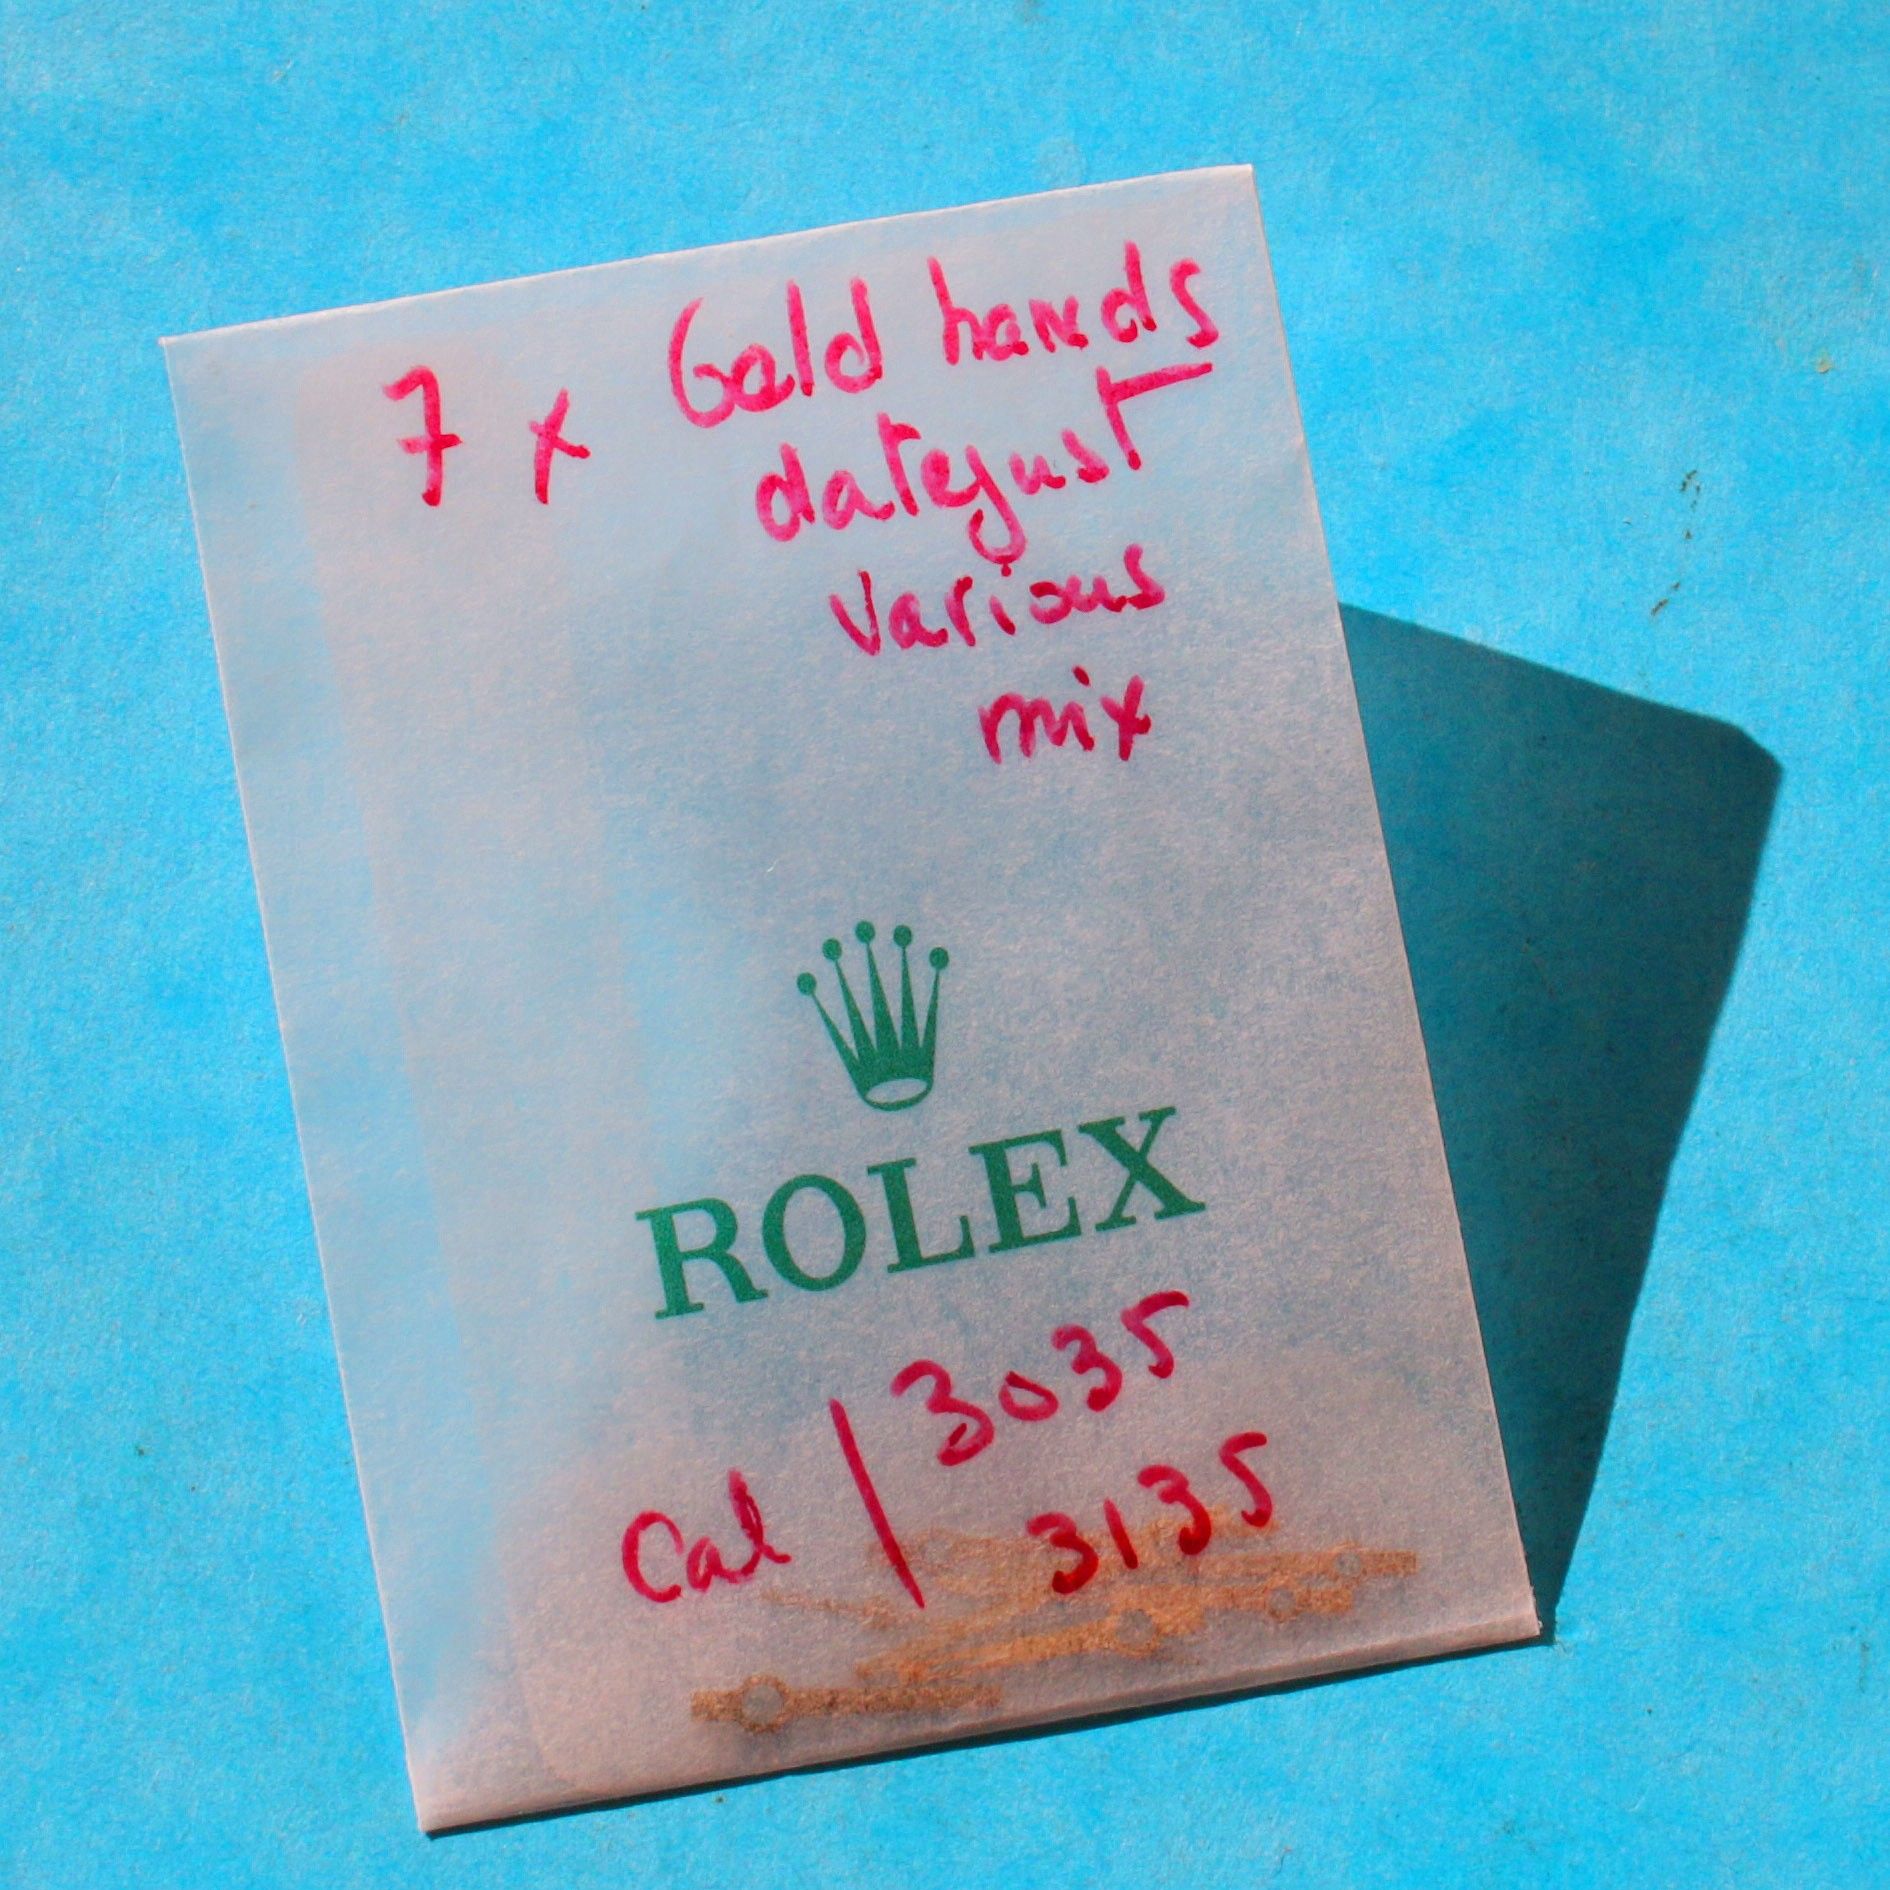 7 x Gold hands
datejust
various
mix
ROLEX
Cal / 3035
3135